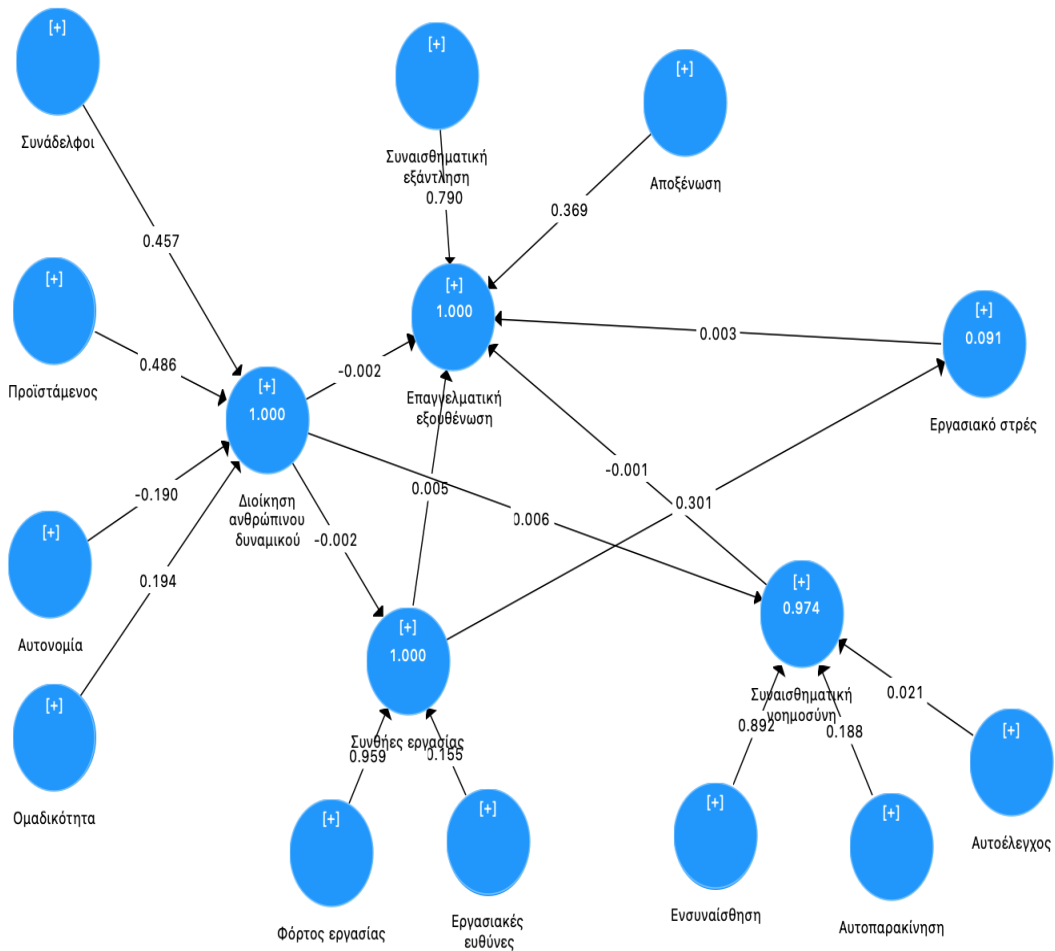 [+]
Συνάδελφοι
[+]
Συναισθηματική
εξάντληση
0.790
[+]
Αποξένωση
0.369
0.457
[+]
Προϊστάμενος
0.486
[+]
1.000
Διοίκηση
ανθρώπινου
δυναμικού
-0.002
[+]
1.000
Επαγγελματική
εξουθένωση
0.003
[+]
0.091
Εργασιακό στρές
-0.190
[+]
Αυτονομία
0.194
[+]
Ομαδικότητα
-0.002
0.005
0.006
-0.001
0.301
[+]
1.000
Συνθήες εργασίας
0.959
0.155
[+]
Φόρτος εργασίας
[+]
Εργασιακές
ευθύνες
[+]
0.974
Συναισθηματική
νοημοσύνη
0.892
0.188
0.021
[+]
Ενσυναίσθηση
[+]
Αυτοπαρακίνηση
[+]
Αυτοέλεγχος